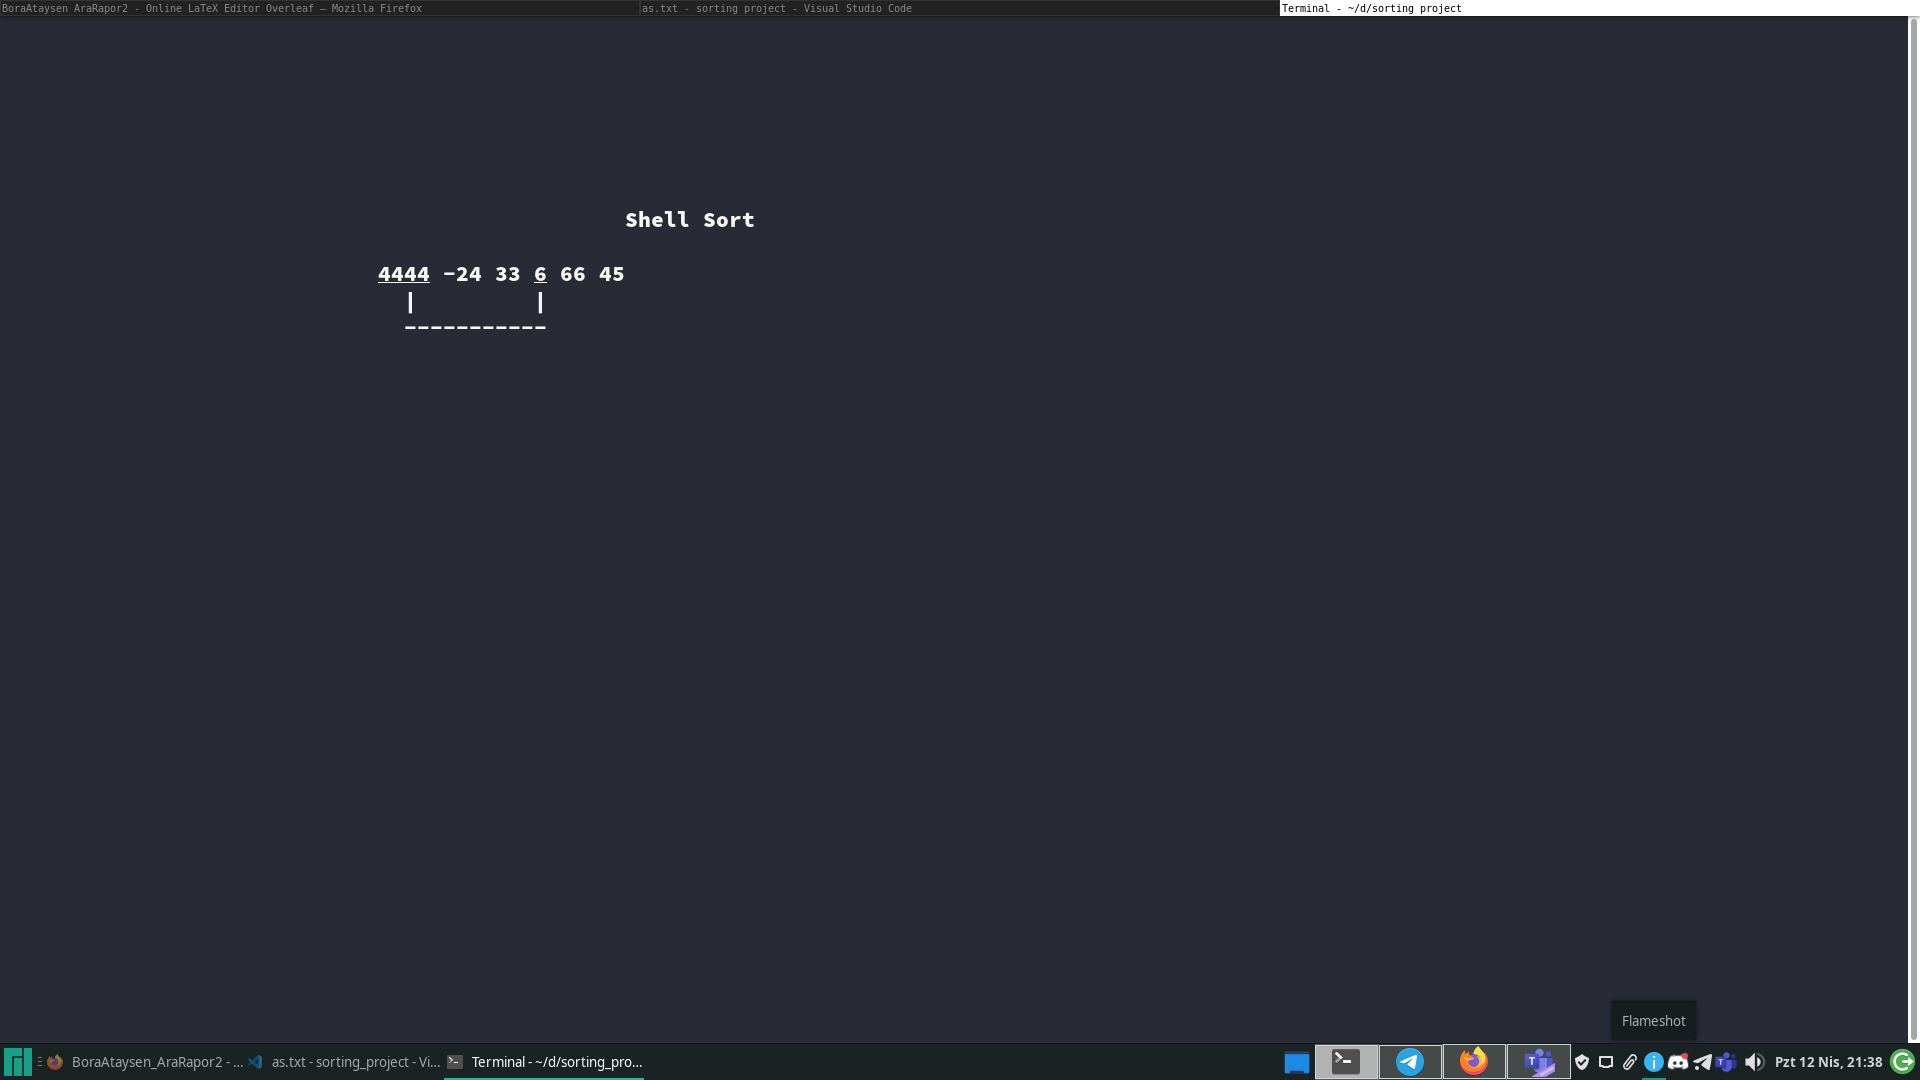 BoraAtaysen AraRapor2 - Online LaTeX Editor Overleaf — Mozilla Firefox
as.txt - sorting project - Visual Studio Code
Terminal - ~/d/sorting project
Shell Sort
4444 -24 33 6 66 45
| |
-----------
Flameshot
BoraAtaysen_AraRapor2 - ...
as.txt - sorting_project - Vi...
Terminal - ~/d/sorting_pro...
Pzt 12 Nis, 21:38